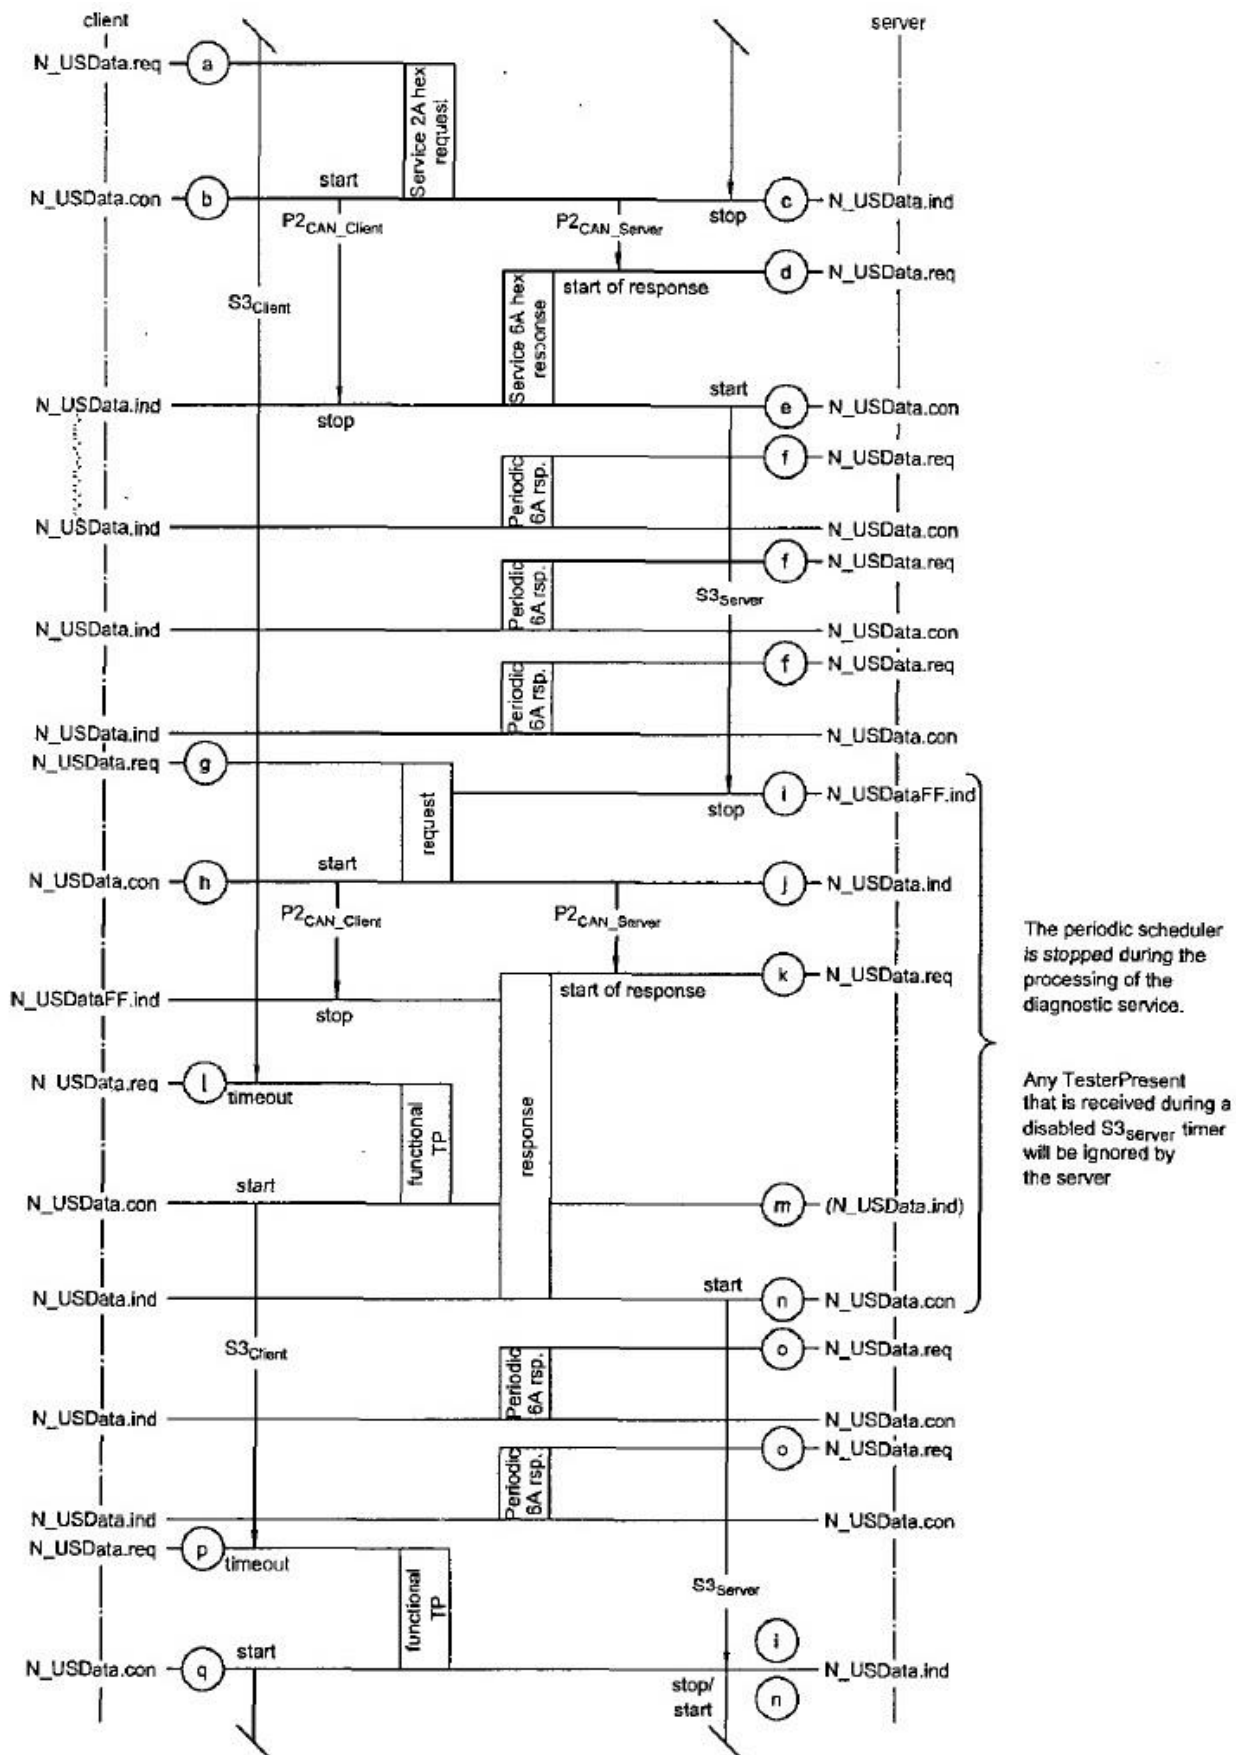 client
server
N_USData.req
a
Service 2A hex
request
N_USData.con
b
start
stop
c
N_USData.ind
P2CAN_Client
P2CAN_Server
d
N_USData.req
start of response
S3Client
Service 6A hex
response
N_USData.ind
stop
start
e
N_USData.con
f
N_USData.req
Periodic
6A rsp.
N_USData.ind
N_USData.con
f
N_USData.req
Periodic
6A rsp.
S3Server
N_USData.ind
N_USData.con
f
N_USData.req
Periodic
6A rsp.
N_USData.ind
N_USData.con
N_USData.req
g
request
stop
i
N_USDataFF.ind
N_USData.con
h
start
j
N_USData.ind
P2CAN_Client
P2CAN_Server
The periodic scheduler
is stopped during the
processing of the
diagnostic service.
k
N_USData.req
start of response
N_USDataFF.ind
stop
N_USData.req
l
timeout
functional
TP
response
Any TesterPresent
that is received during a
disabled S3Server timer
will be ignored by
the server
N_USData.con
start
m
(N_USData.ind)
N_USData.ind
start
n
N_USData.con
S3Client
o
N_USData.req
Periodic
6A rsp.
N_USData.ind
N_USData.con
o
N_USData.req
Periodic
6A rsp.
N_USData.ind
N_USData.con
N_USData.req
p
timeout
functional
TP
S3Server
i
N_USData.con
q
start
N_USData.ind
stop/
start
n